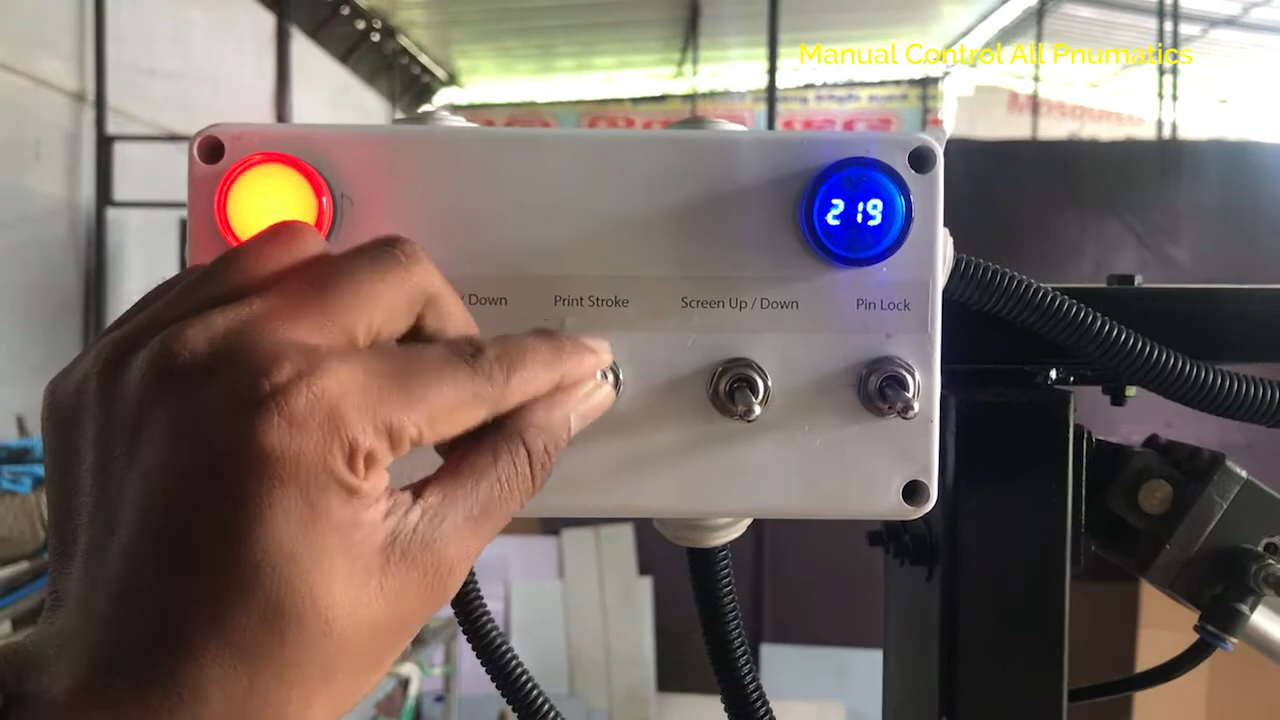 Manual Control All Pnumatics
219
/ Down
Print Stroke
Screen Up / Down
Pin Lock